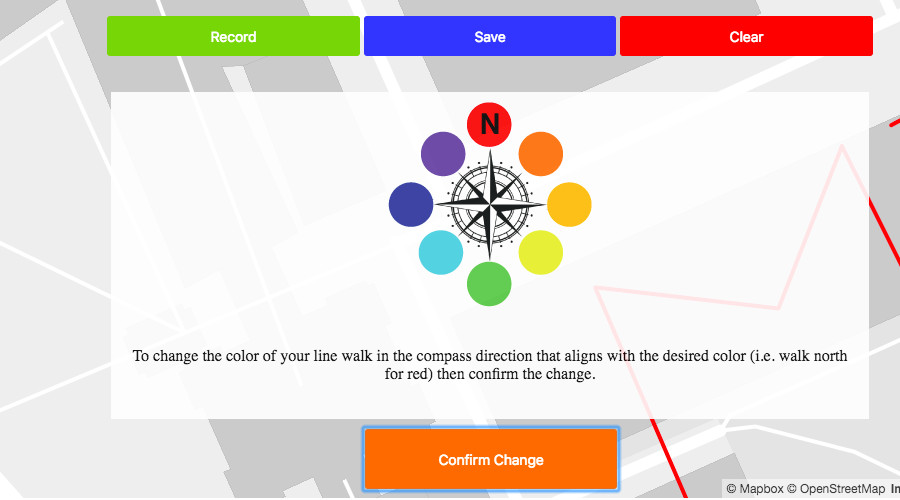 Record Save Clear
N
To change the color of your line walk in the compass direction that aligns with the desired color (i.e. walk north
for red) then confirm the change.
Confirm Change
© Mapbox © OpenStreetMap